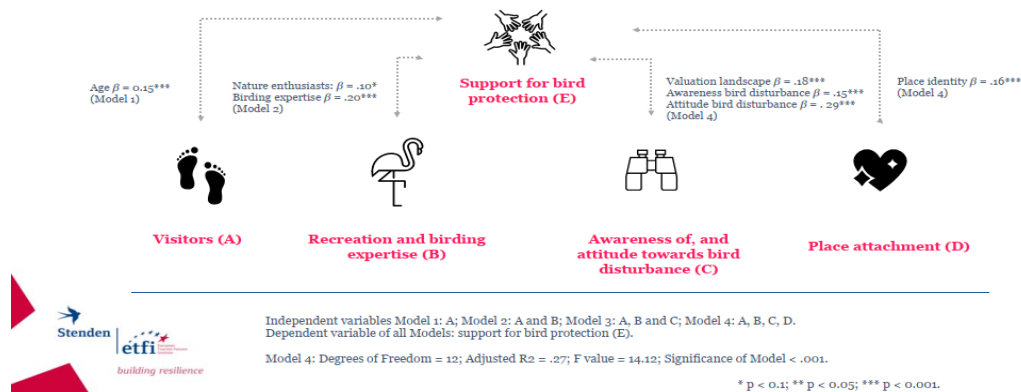 Support for bird
protection (E)
Age β = 0.15***
(Model 1)
Nature enthusiasts: β = .10*
Birding expertise β = .20***
(Model 2)
Valuation landscape β = .18***
Awareness bird disturbance β = .15***
Attitude bird disturbance β = . 29***
(Model 4)
Place identity β = .16***
(Model 4)
Visitors (A)
Recreation and birding
expertise (B)
Awareness of, and
attitude towards bird
disturbance (C)
Place attachment (D)
Independent variables Model 1: A; Model 2: A and B; Model 3: A, B and C; Model 4: A, B, C, D.
Dependent variable of all Models: support for bird protection (E).
Model 4: Degrees of Freedom = 12; Adjusted R2 = .27; F value = 14.12; Significance of Model < .001.
* p < 0.1; ** p < 0.05; *** p < 0.001.
Stenden
etfi
building resilience